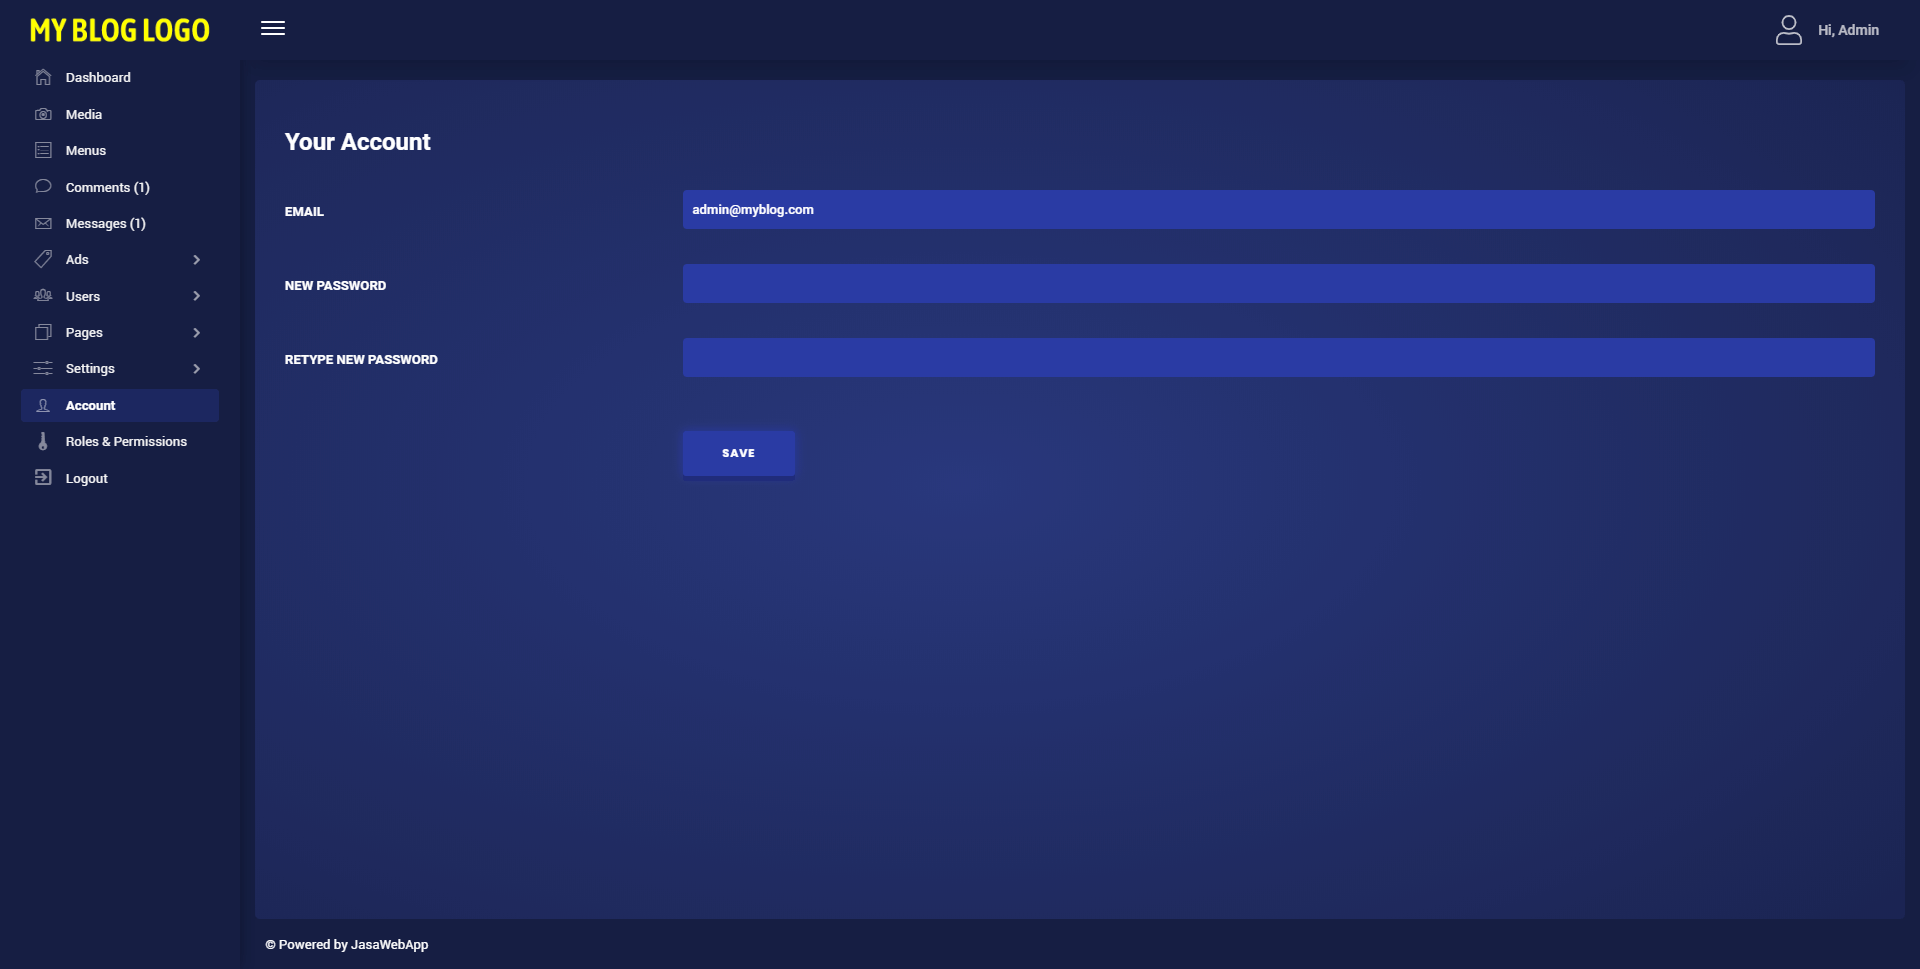 MY BLOG LOGO
Hi, Admin
Dashboard
Media
Menus
Comments (1)
Messages (1)
Ads
Users
Pages
Settings
Account
Roles & Permissions
Logout
Your Account
EMAIL
admin@myblog.com
NEW PASSWORD
RETYPE NEW PASSWORD
SAVE
© Powered by JasaWebApp